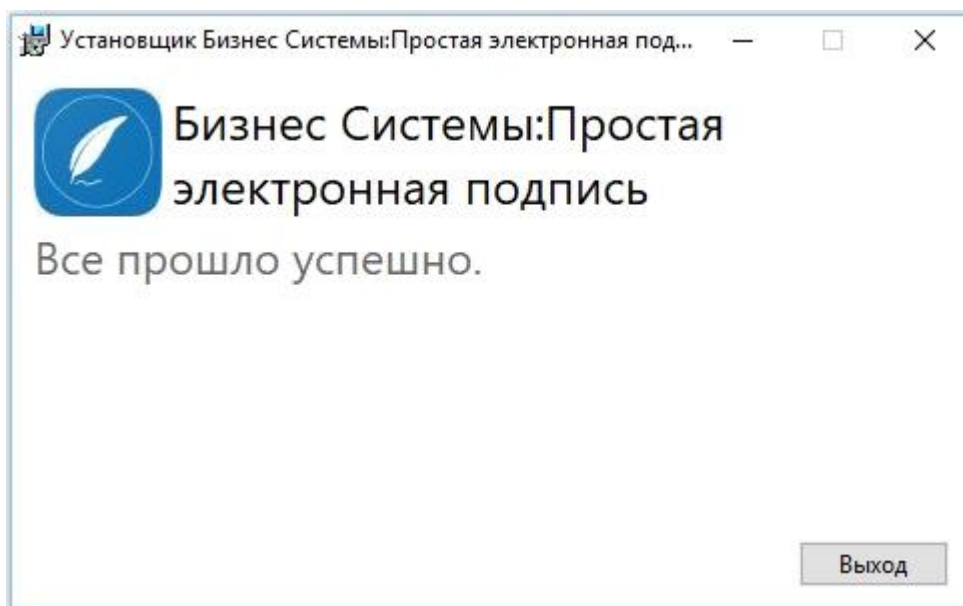 Установщик Бизнес Системы:Простая электронная под...
Бизнес Системы:Простая
электронная подпись
Все прошло успешно.
Выход